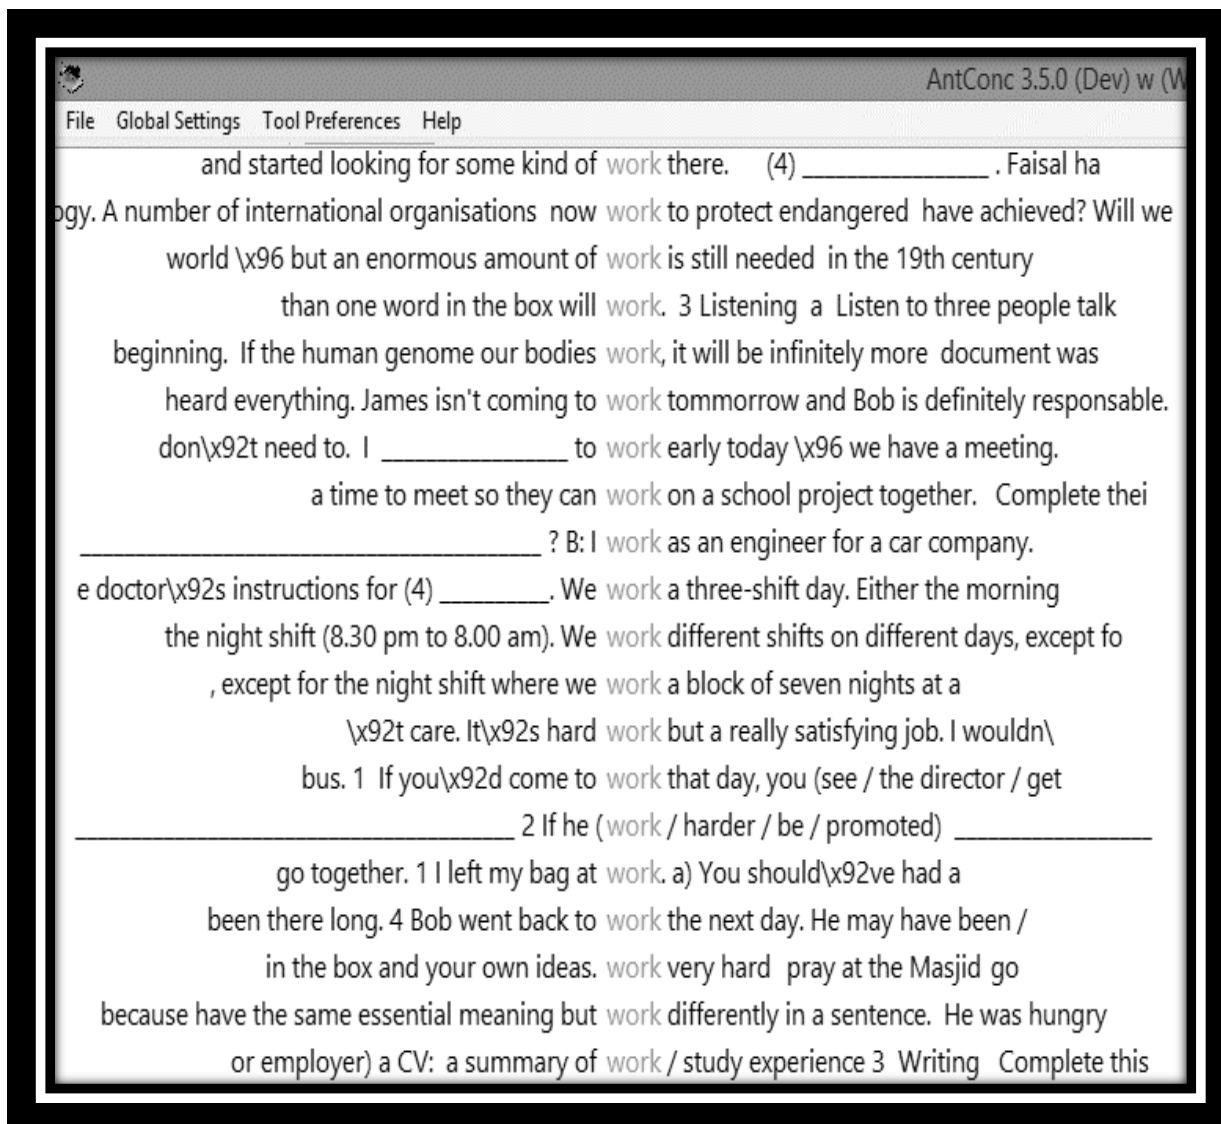 AntConc 3.5.0 (Dev) w (W
File Global Settings Tool Preferences Help
and started looking for some kind of work there. (4) _________________ . Faisal ha
ogy. A number of international organisations now work to protect endangered have achieved? Will we
world \x96 but an enormous amount of work is still needed in the 19th century
than one word in the box will work. 3 Listening a Listen to three people talk
beginning. If the human genome our bodies work, it will be infinitely more document was
heard everything. James isn't coming to work tommorrow and Bob is definitely responsable.
don\x92t need to. I _________________ to work early today \x96 we have a meeting.
a time to meet so they can work on a school project together. Complete thei
__________________________________________ ? B: I work as an engineer for a car company.
e doctor\x92s instructions for (4) __________. We work a three-shift day. Either the morning
the night shift (8.30 pm to 8.00 am). We work different shifts on different days, except fo
, except for the night shift where we work a block of seven nights at a
\x92t care. It\x92s hard work but a really satisfying job. I wouldn\
bus. 1 If you\x92d come to work that day, you (see / the director / get
________________________________________ 2 If he (work / harder / be / promoted) __________________
go together. 1 I left my bag at work. a) You should\x92ve had a
been there long. 4 Bob went back to work the next day. He may have been /
in the box and your own ideas. work very hard pray at the Masjid go
because have the same essential meaning but work differently in a sentence. He was hungry
or employer) a CV: a summary of work / study experience 3 Writing Complete this